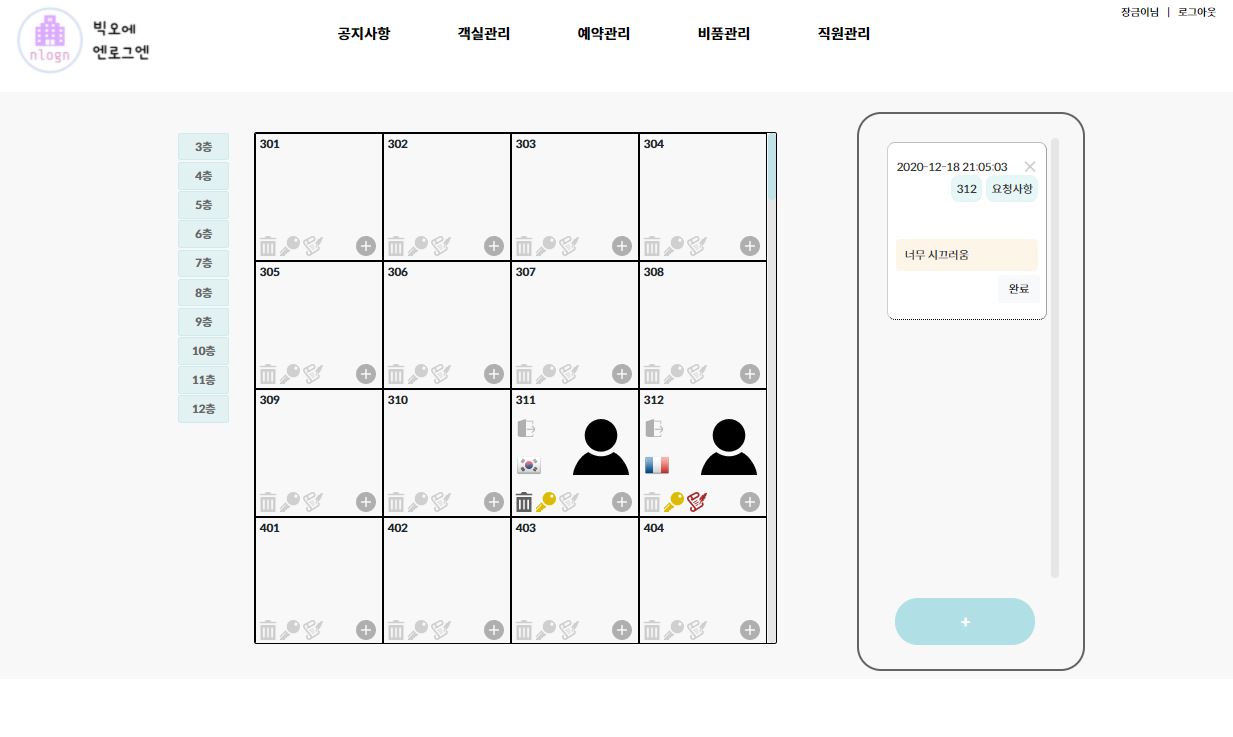 장금이님 | 로그아웃
빅오에
엔로그엔
nlogn
공지사항 객실관리 예약관리 비품관리 직원관리
3층
4층
5층
6층
7층
8층
9층
10층
11층
12층
301 302 303 304
305 306 307 308
309 310 311 312
401 402 403 404
2020-12-18 21:05:03
312 요청사항
너무 시끄러움
완료
+